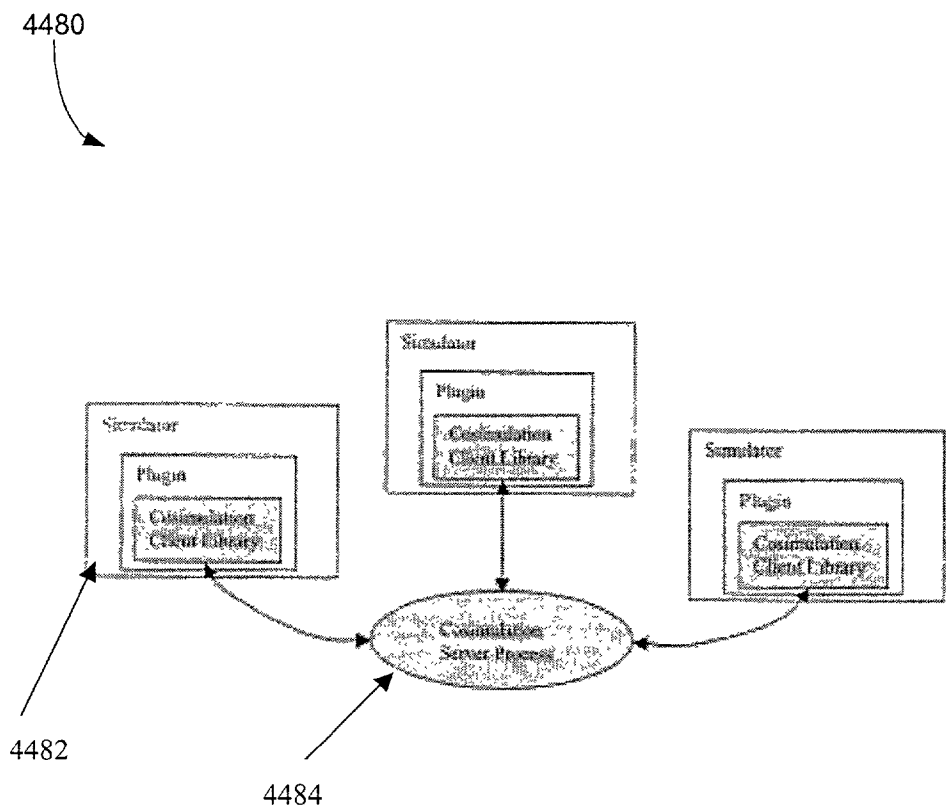 4480
Simulator
Plugin
Cosimulation
Client Library
Simulator
Plugin
Cosimulation
Client Library
Simulator
Plugin
Cosimulation
Client Library
Cosimulation
Server Process
4482
4484